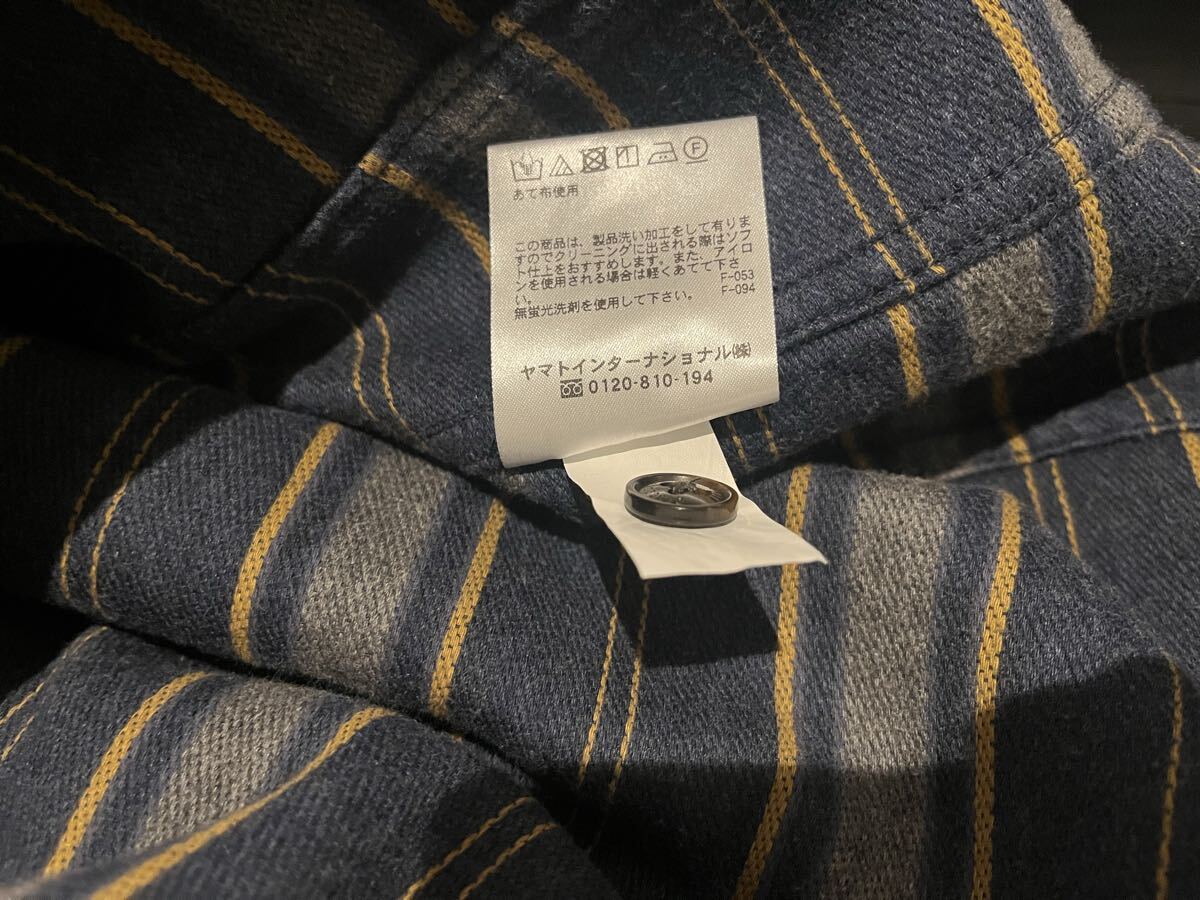 F
あて布使用
この商品は、製品洗い加工をして有りま
すのでクリーニングに出される際はソフ
ト仕上をおすすめします。また、アイロ
ンを使用される場合は軽くあてて下さ
い。 F-053
無蛍光洗剤を使用して下さい。 F-094
ヤマトインターナショナル㈱
0120-810-194